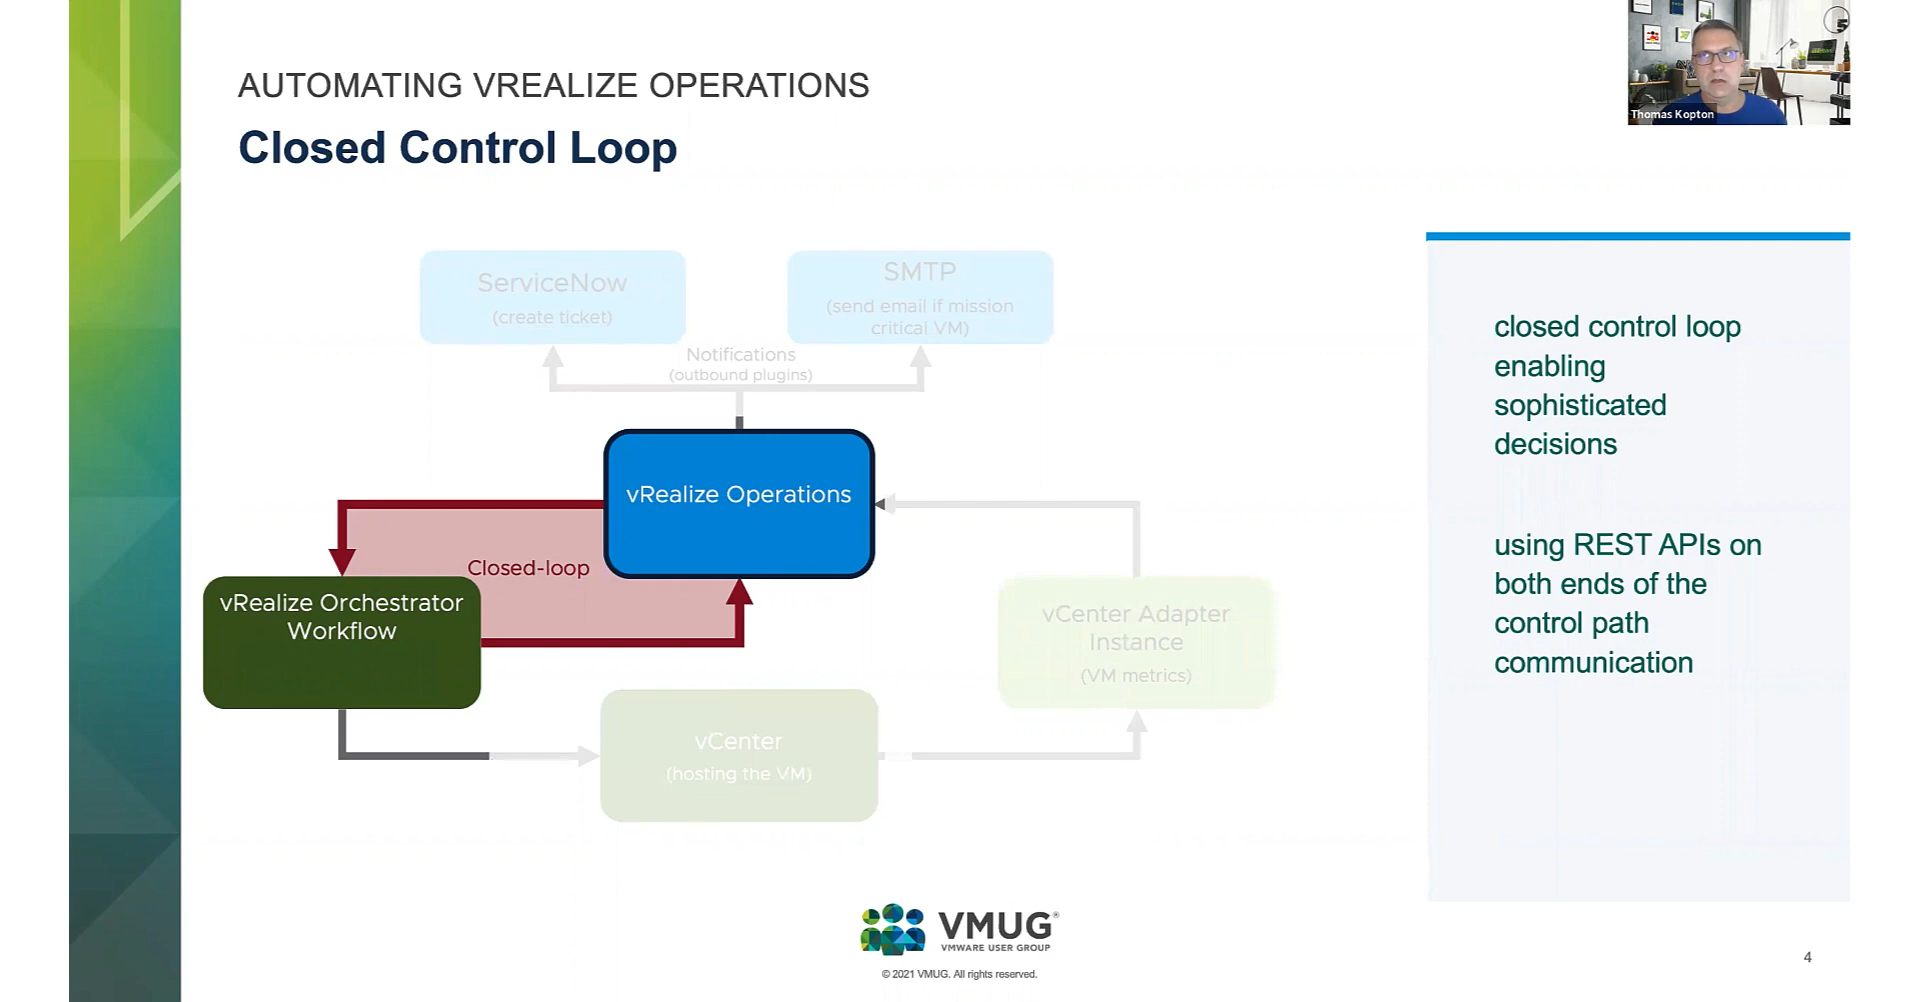 AUTOMATING VREALIZE OPERATIONS
Closed Control Loop
Thomas Kopton
ServiceNow
(create ticket)
SMTP
(send email if mission
critical VM)
Notifications
(outbound plugins)
vRealize Operations
Closed-loop
vRealize Orchestrator
Workflow
vCenter Adapter
Instance
(VM metrics)
vCenter
(hosting the VM)
closed control loop
enabling
sophisticated
decisions
using REST APIs on
both ends of the
control path
communication
VMUG®
VMWARE USER GROUP
© 2021 VMUG. All rights reserved.
4